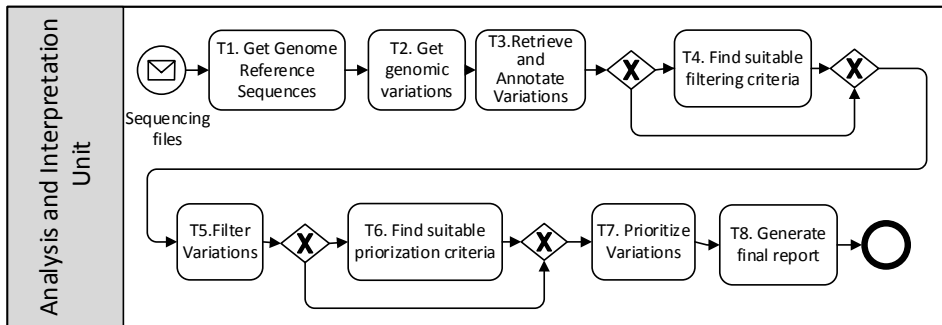 Analysis and Interpretation
Unit
Sequencing
files
T1. Get Genome
Reference
Sequences
T2. Get
genomic
variations
T3.Retrieve
and
Annotate
Variations
X
T4. Find suitable
filtering criteria
X
T5.Filter
Variations
X
T6. Find suitable
priorization criteria
X
T7. Prioritize
Variations
T8. Generate
final report